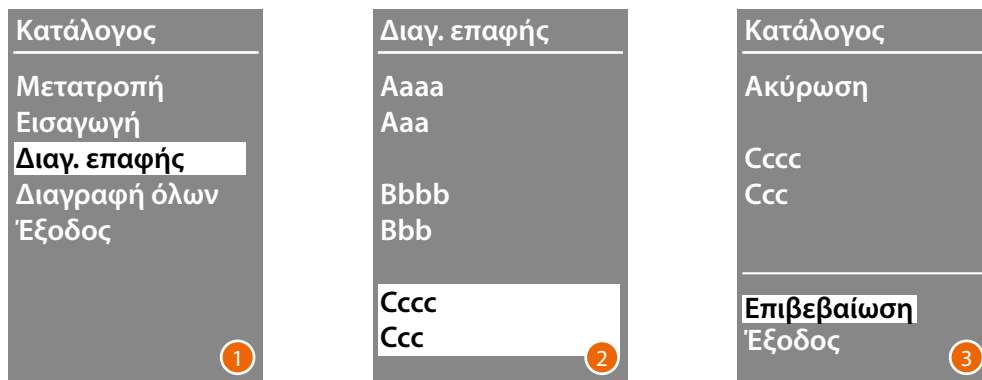 Κατάλογος
Μετατροπή
Εισαγωγή
Διαγ. επαφής
Διαγραφή όλων
Έξοδος
1
Διαγ. επαφής
Aaaa
Aaa
Bbbb
Bbb
Cccc
Ccc
2
Κατάλογος
Ακύρωση
Cccc
Ccc
Επιβεβαίωση
Έξοδος
3